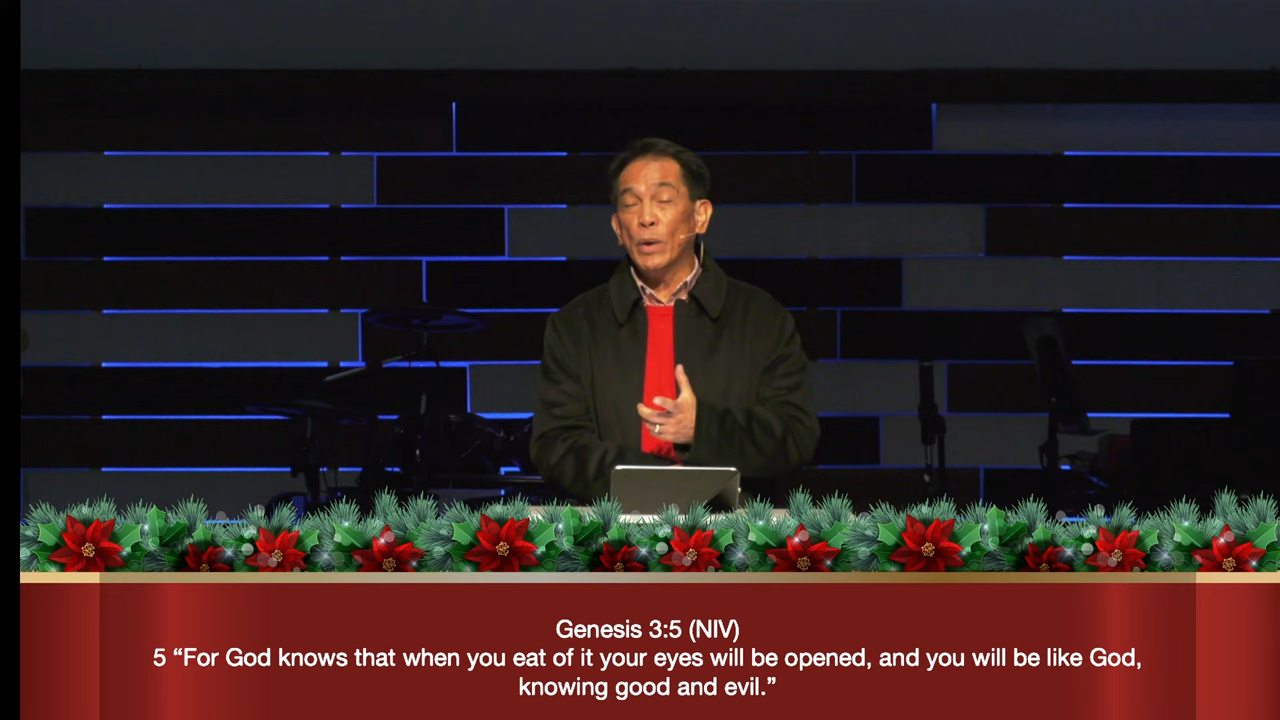 Genesis 3:5 (NIV)
5 “For God knows that when you eat of it your eyes will be opened, and you will be like God,
knowing good and evil.”